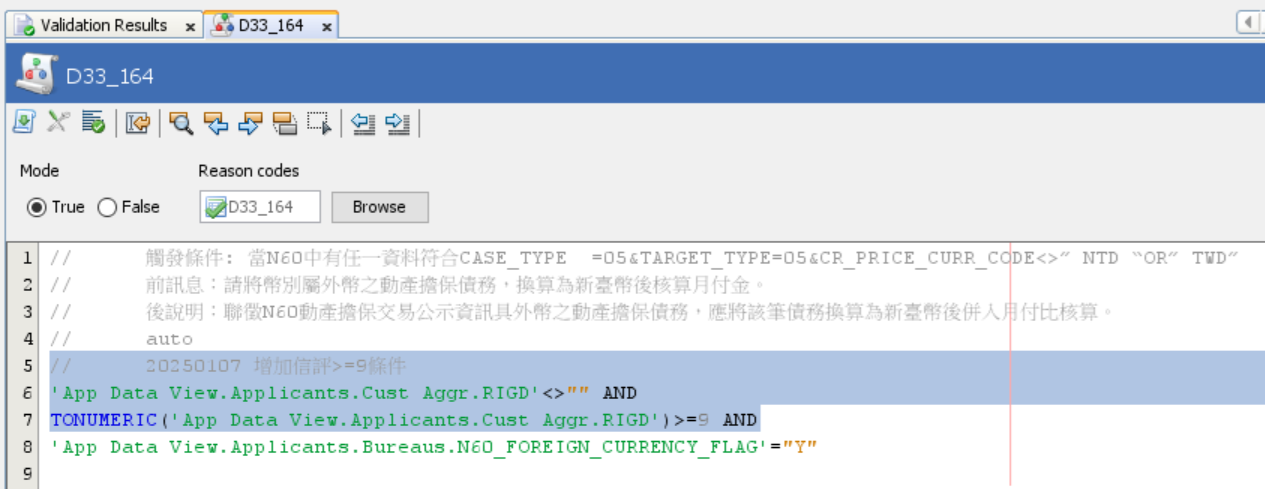 Validation Results x D33_164 x
D33_164
Mode Reason codes
True False D33_164 Browse
1 // 觸發條件: 當N60中有任一資料符合CASE_TYPE =05&TARGET_TYPE=05&CR_PRICE_CURR_CODE<>” NTD “OR” TWD”
2 // 前訊息：請將幣別屬外幣之動產擔保債務，換算為新臺幣後核算月付金。
3 // 後說明：聯徵N60動產擔保交易公示資訊具外幣之動產擔保債務，應將該筆債務換算為新臺幣後併入月付比核算。
4 // auto
5 // 20250107 增加信評>=9條件
6 'App Data View.Applicants.Cust Aggr.RIGD'<>"" AND
7 TONUMERIC('App Data View.Applicants.Cust Aggr.RIGD')>=9 AND
8 'App Data View.Applicants.Bureaus.N60_FOREIGN_CURRENCY_FLAG'="Y"
9